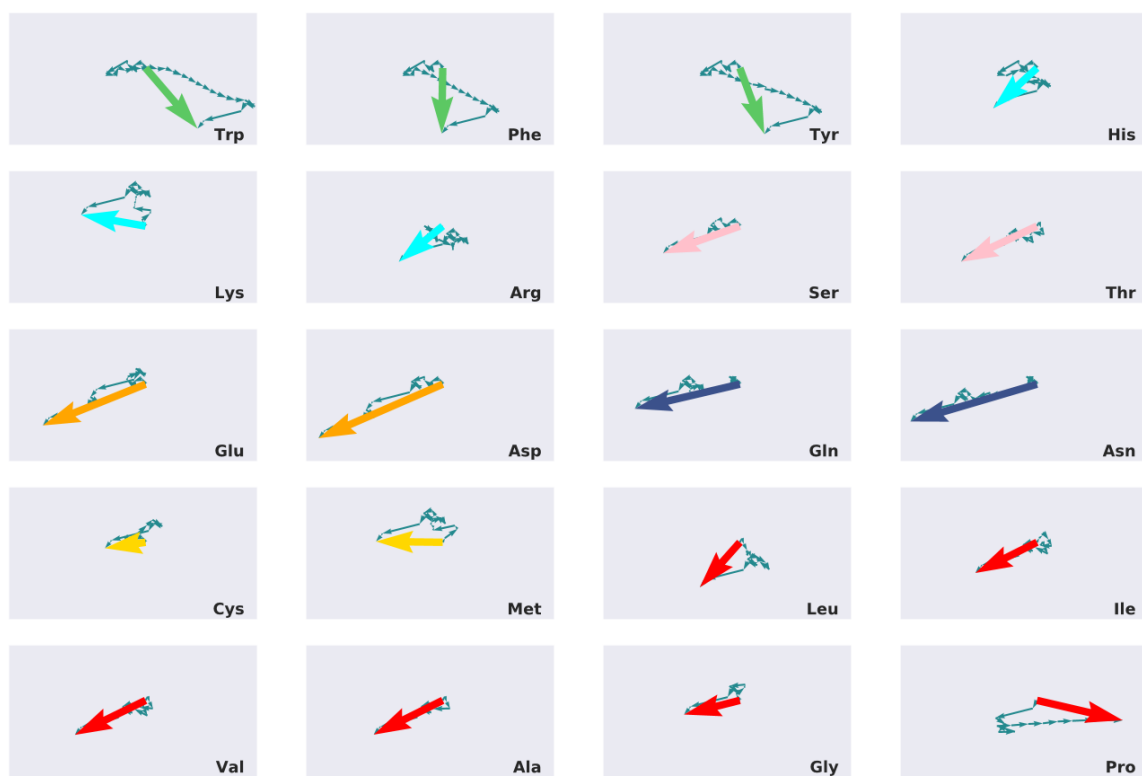 Trp
Phe
Tyr
His
Lys
Arg
Ser
Thr
Glu
Asp
Gln
Asn
Cys
Met
Leu
Ile
Val
Ala
Gly
Pro